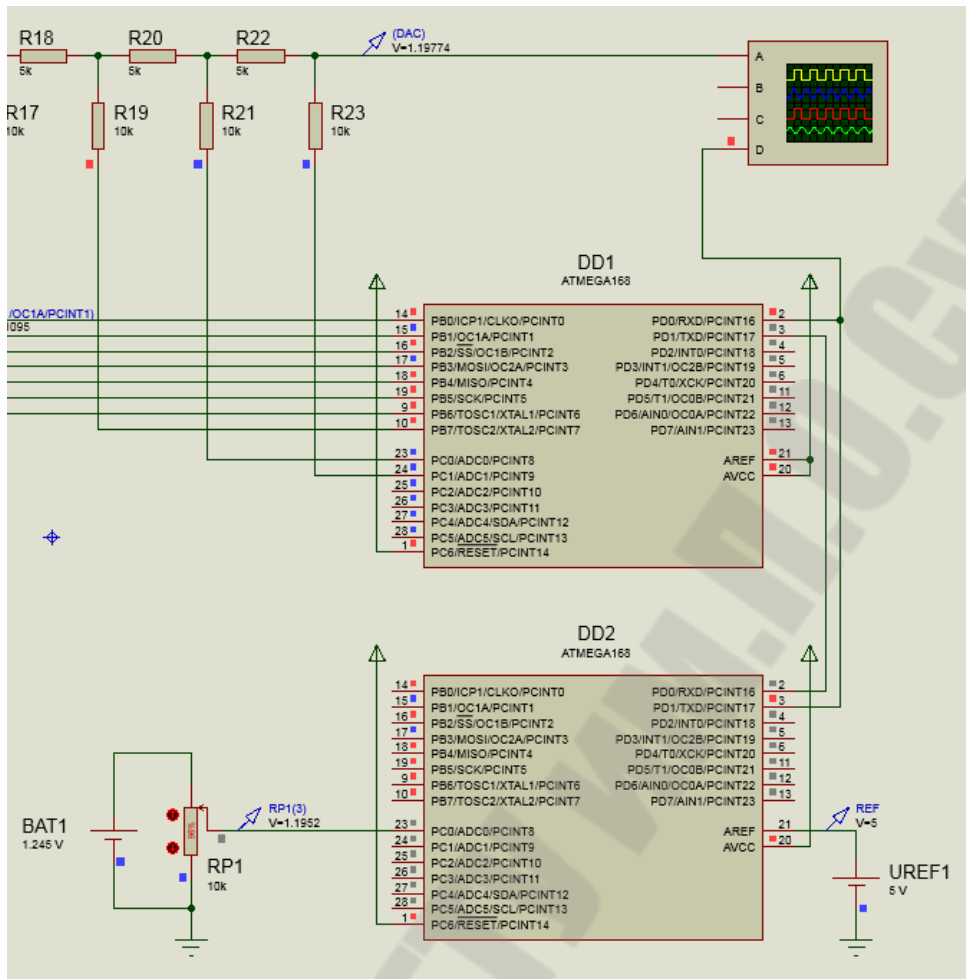 R18
5k
R20
5k
R22
5k
(DAC)
V=1.19774
R17
10k
R19
10k
R21
10k
R23
10k
A
B
C
D
/OC1A/PCINT1)
DD1
ATMEGA168
14 PB0/ICP1/CLKO/PCINT0
15 PB1/OC1A/PCINT1
16 PB2/SS/OC1B/PCINT2
17 PB3/MOSI/OC2A/PCINT3
18 PB4/MISO/PCINT4
19 PB5/SCK/PCINT5
9 PB6/TOSC1/XTAL1/PCINT6
10 PB7/TOSC2/XTAL2/PCINT7
23 PC0/ADC0/PCINT8
24 PC1/ADC1/PCINT9
25 PC2/ADC2/PCINT10
26 PC3/ADC3/PCINT11
27 PC4/ADC4/SDA/PCINT12
28 PC5/ADC5/SCL/PCINT13
1 PC6/RESET/PCINT14
PD0/RXD/PCINT16 2
PD1/TXD/PCINT17 3
PD2/INT0/PCINT18 4
PD3/INT1/OC2B/PCINT19 5
PD4/T0/XCK/PCINT20 6
PD5/T1/OC0B/PCINT21 11
PD6/AIN0/OC0A/PCINT22 12
PD7/AIN1/PCINT23 13
AREF 21
AVCC 20
DD2
ATMEGA168
14 PB0/ICP1/CLKO/PCINT0
15 PB1/OC1A/PCINT1
16 PB2/SS/OC1B/PCINT2
17 PB3/MOSI/OC2A/PCINT3
18 PB4/MISO/PCINT4
19 PB5/SCK/PCINT5
9 PB6/TOSC1/XTAL1/PCINT6
10 PB7/TOSC2/XTAL2/PCINT7
23 PC0/ADC0/PCINT8
24 PC1/ADC1/PCINT9
25 PC2/ADC2/PCINT10
26 PC3/ADC3/PCINT11
27 PC4/ADC4/SDA/PCINT12
28 PC5/ADC5/SCL/PCINT13
1 PC6/RESET/PCINT14
PD0/RXD/PCINT16 2
PD1/TXD/PCINT17 3
PD2/INT0/PCINT18 4
PD3/INT1/OC2B/PCINT19 5
PD4/T0/XCK/PCINT20 6
PD5/T1/OC0B/PCINT21 11
PD6/AIN0/OC0A/PCINT22 12
PD7/AIN1/PCINT23 13
AREF 21
AVCC 20
BAT1
1.245 V
96%
RP1
10k
RP1(3)
V=1.1952
REF
V=5
UREF1
5 V